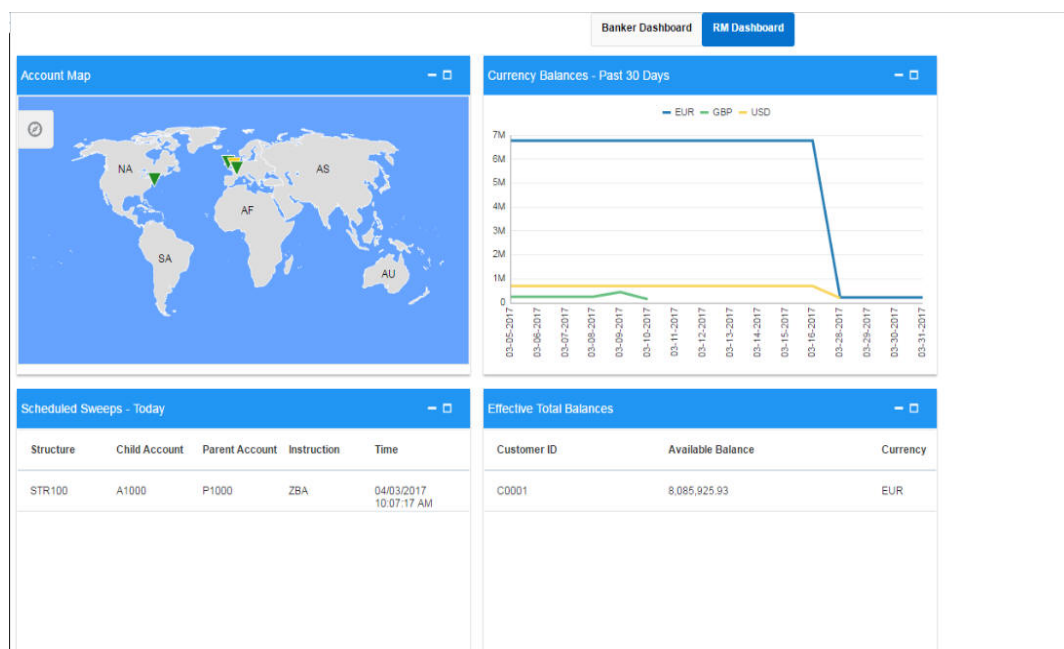 Banker Dashboard RM Dashboard
Account Map
NA
AS
AF
SA
AU
Currency Balances - Past 30 Days
EUR GBP USD
7M
6M
5M
4M
3M
2M
1M
0
03-05-2017
03-06-2017
03-07-2017
03-08-2017
03-09-2017
03-10-2017
03-11-2017
03-12-2017
03-13-2017
03-14-2017
03-15-2017
03-16-2017
03-28-2017
03-29-2017
03-30-2017
03-31-2017
Scheduled Sweeps - Today
Structure Child Account Parent Account Instruction Time
STR100 A1000 P1000 ZBA 04/03/2017
10:07:17 AM
Effective Total Balances
Customer ID Available Balance Currency
C0001 8,085,925.93 EUR